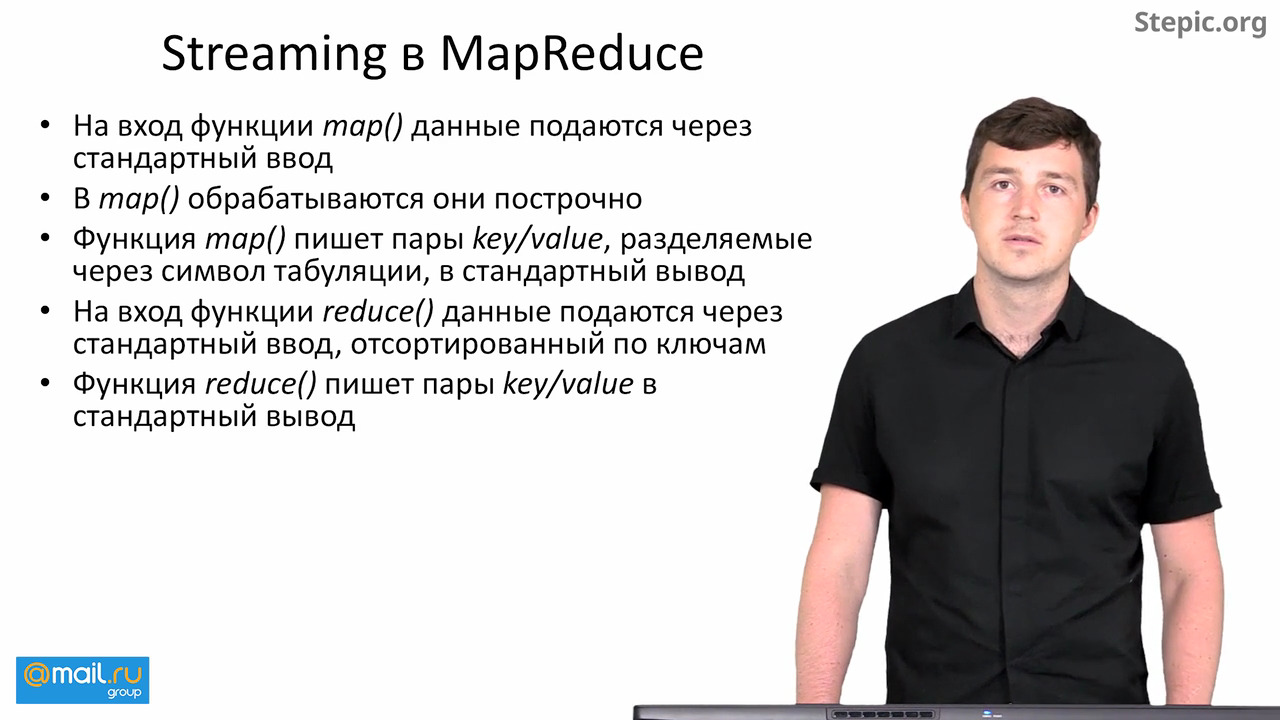 Stepic.org
Streaming в MapReduce
• На вход функции map() данные подаются через
стандартный ввод
• В map() обрабатываются они построчно
• Функция map() пишет пары key/value, разделяемые
через символ табуляции, в стандартный вывод
• На вход функции reduce() данные подаются через
стандартный ввод, отсортированный по ключам
• Функция reduce() пишет пары key/value в
стандартный вывод
@mail.ru
group